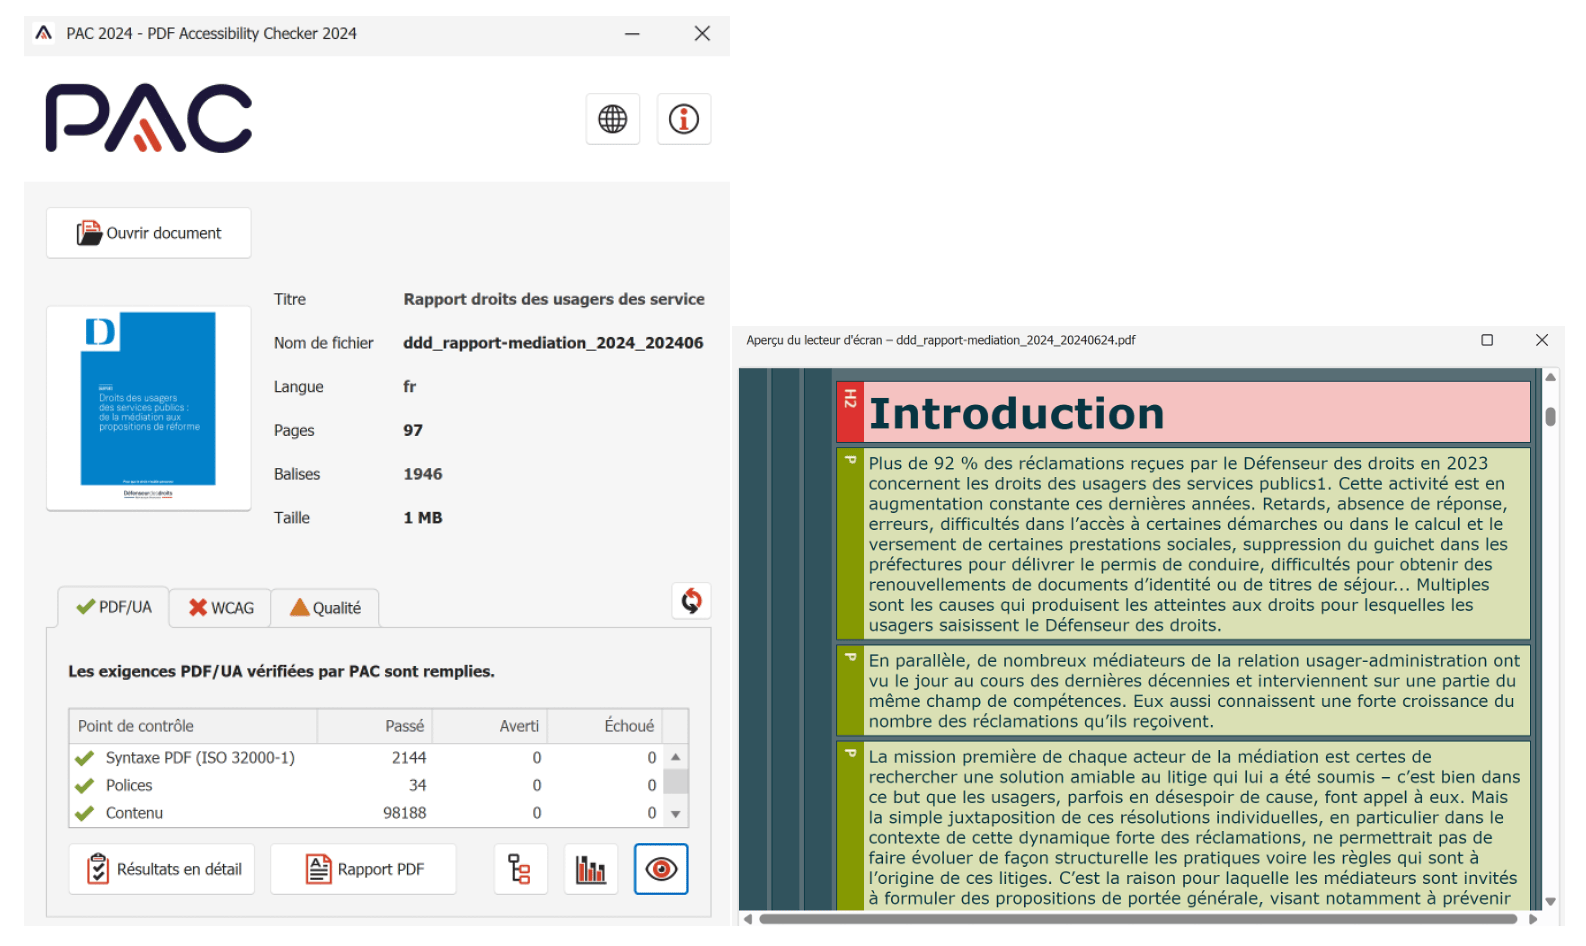 PAC 2024 - PDF Accessibility Checker 2024
PAC
Ouvrir document
D
RAPPORT
Droits des usagers
des services publics :
de la médiation aux
propositions de réforme
Défenseurdesdroits
Titre Rapport droits des usagers des service
Nom de fichier ddd_rapport-mediation_2024_202406
Langue fr
Pages 97
Balises 1946
Taille 1 MB
PDF/UA WCAG Qualité
Les exigences PDF/UA vérifiées par PAC sont remplies.
Point de contrôle Passé Averti Échoué
Syntaxe PDF (ISO 32000-1) 2144 0 0
Polices 34 0 0
Contenu 98188 0 0
Résultats en détail Rapport PDF
Aperçu du lecteur d'écran – ddd_rapport-mediation_2024_20240624.pdf
H2 Introduction
P Plus de 92 % des réclamations reçues par le Défenseur des droits en 2023
concernent les droits des usagers des services publics1. Cette activité est en
augmentation constante ces dernières années. Retards, absence de réponse,
erreurs, difficultés dans l’accès à certaines démarches ou dans le calcul et le
versement de certaines prestations sociales, suppression du guichet dans les
préfectures pour délivrer le permis de conduire, difficultés pour obtenir des
renouvellements de documents d’identité ou de titres de séjour... Multiples
sont les causes qui produisent les atteintes aux droits pour lesquelles les
usagers saisissent le Défenseur des droits.
P En parallèle, de nombreux médiateurs de la relation usager-administration ont
vu le jour au cours des dernières décennies et interviennent sur une partie du
même champ de compétences. Eux aussi connaissent une forte croissance du
nombre des réclamations qu’ils reçoivent.
P La mission première de chaque acteur de la médiation est certes de
rechercher une solution amiable au litige qui lui a été soumis – c’est bien dans
ce but que les usagers, parfois en désespoir de cause, font appel à eux. Mais
la simple juxtaposition de ces résolutions individuelles, en particulier dans le
contexte de cette dynamique forte des réclamations, ne permettrait pas de
faire évoluer de façon structurelle les pratiques voire les règles qui sont à
l’origine de ces litiges. C’est la raison pour laquelle les médiateurs sont invités
à formuler des propositions de portée générale, visant notamment à prévenir